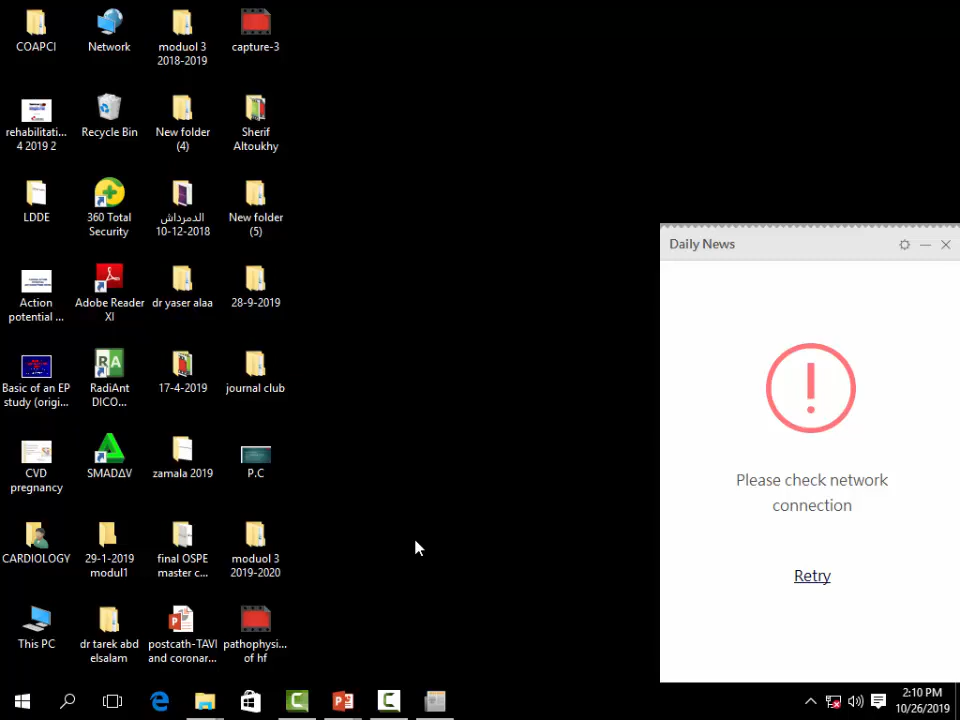 COAPCI
Network
moduol 3
2018-2019
capture-3
rehabilitati...
4 2019 2
Recycle Bin
New folder
(4)
Sherif
Altoukhy
LDDE
360 Total
Security
الدمرداش
10-12-2018
New folder
(5)
Action
potential ...
Adobe Reader
XI
dr yaser alaa
28-9-2019
Basic of an EP
study (origi...
RadiAnt
DICO...
17-4-2019
journal club
CVD
pregnancy
SMADΔV
zamala 2019
P.C
CARDIOLOGY
29-1-2019
modul1
final OSPE
master c...
moduol 3
2019-2020
This PC
dr tarek abd
elsalam
postcath-TAVI
and coronar...
pathophysi...
of hf
Daily News
Please check network
connection
Retry
2:10 PM
10/26/2019